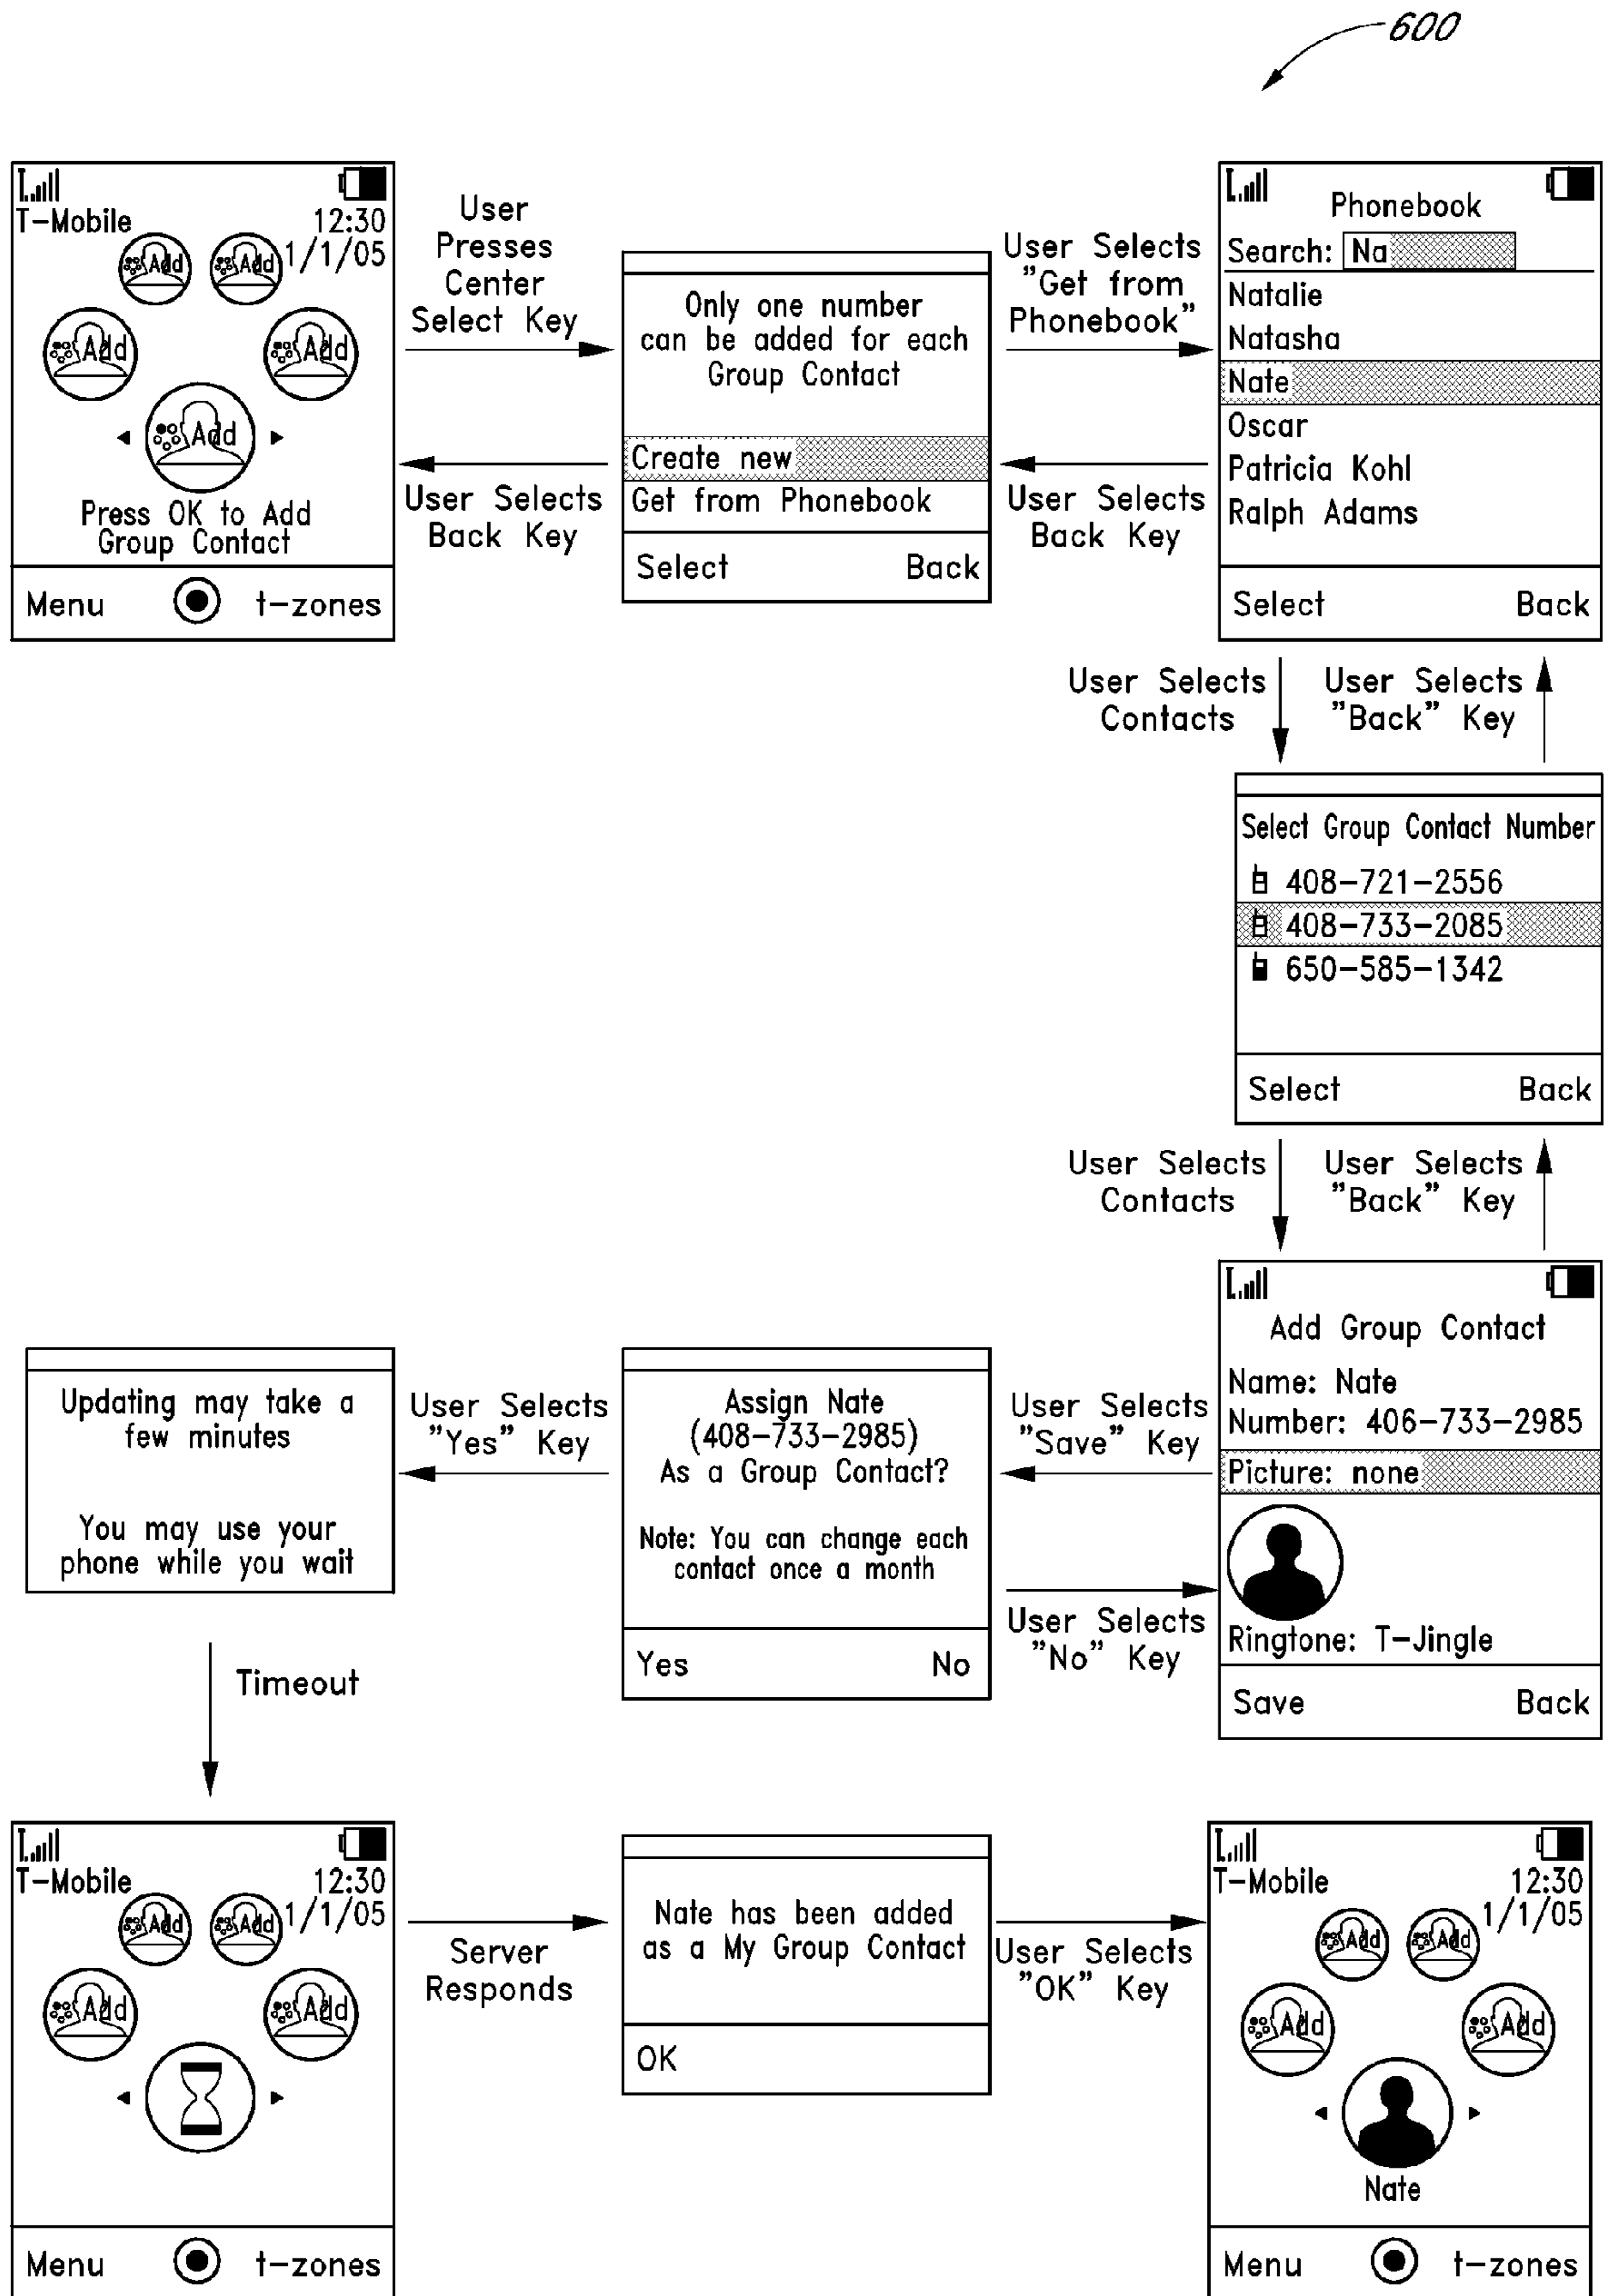 600
T-Mobile
12:30
1/1/05
Add
Add
Add
Add
Add
Press OK to Add
Group Contact
Menu
t-zones
User
Presses
Center
Select Key
User Selects
Back Key
Only one number
can be added for each
Group Contact
Create new
Get from Phonebook
Select
Back
User Selects
"Get from
Phonebook"
User Selects
Back Key
Phonebook
Search: Na
Natalie
Natasha
Nate
Oscar
Patricia Kohl
Ralph Adams
Select
Back
User Selects
Contacts
User Selects
"Back" Key
Select Group Contact Number
408-721-2556
408-733-2085
650-585-1342
Select
Back
User Selects
Contacts
User Selects
"Back" Key
Add Group Contact
Name: Nate
Number: 406-733-2985
Picture: none
Ringtone: T-Jingle
Save
Back
User Selects
"Save" Key
User Selects
"No" Key
Assign Nate
(408-733-2985)
As a Group Contact?
Note: You can change each
contact once a month
Yes
No
User Selects
"Yes" Key
Updating may take a
few minutes
You may use your
phone while you wait
Timeout
T-Mobile
12:30
1/1/05
Add
Add
Add
Add
Menu
t-zones
Server
Responds
Nate has been added
as a My Group Contact
OK
User Selects
"OK" Key
T-Mobile
12:30
1/1/05
Add
Add
Add
Add
Nate
Menu
t-zones